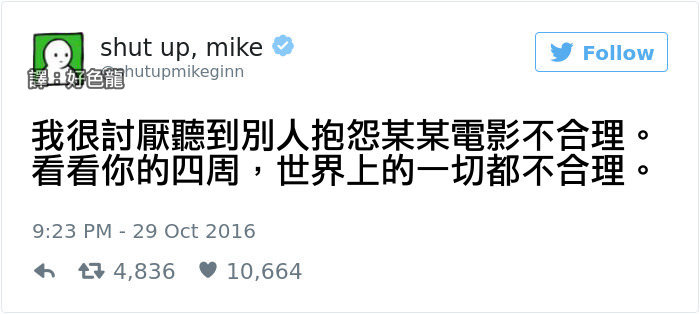 shut up, mike
Follow
@shutupmikeginn
譯:好色龍
我很討厭聽到別人抱怨某某電影不合理。
看看你的四周，世界上的一切都不合理。
9:23 PM - 29 Oct 2016
4,836 10,664